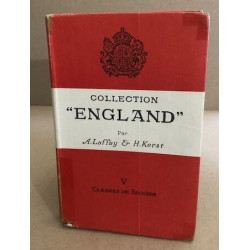 COLLECTION
"ENGLAND"
Par
A. Laffay & H. Kerst
V
CLASSES DE SECONDE